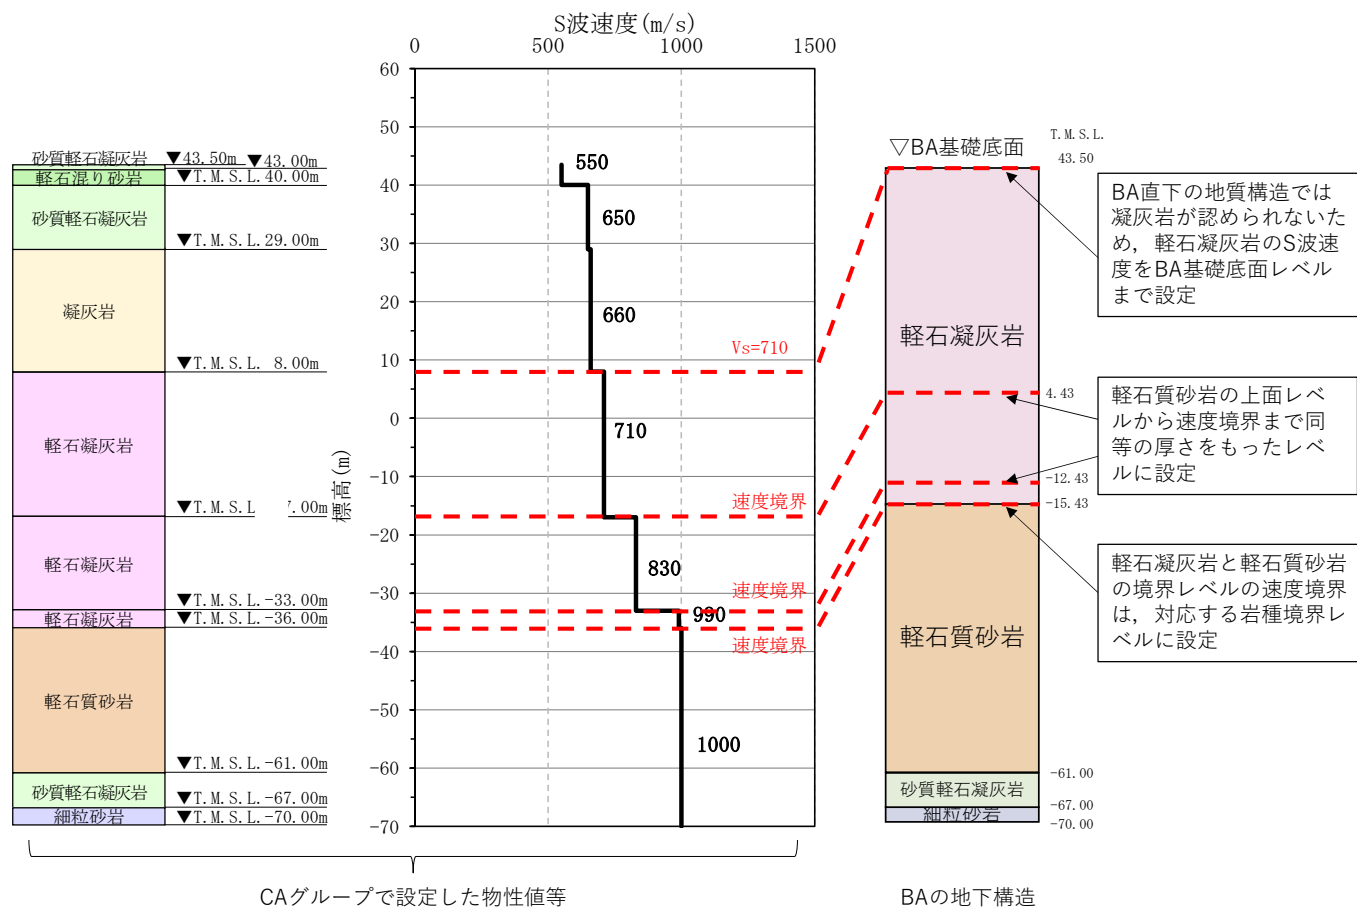 S波速度(m/s)
0
500
1000
1500
60
50
40
30
20
10
0
-10
-20
-30
-40
-50
-60
-70
標高(m)
砂質軽石凝灰岩
▼43.50m
▼43.00m
軽石混り砂岩
▼T.M.S.L.40.00m
砂質軽石凝灰岩
▼T.M.S.L.29.00m
凝灰岩
▼T.M.S.L. 8.00m
軽石凝灰岩
▼T.M.S.L
7.00m
軽石凝灰岩
▼T.M.S.L.-33.00m
軽石凝灰岩
▼T.M.S.L.-36.00m
軽石質砂岩
▼T.M.S.L.-61.00m
砂質軽石凝灰岩
▼T.M.S.L.-67.00m
細粒砂岩
▼T.M.S.L.-70.00m
550
650
660
Vs=710
710
速度境界
830
速度境界
990
速度境界
1000
▽BA基礎底面
T.M.S.L.
43.50
軽石凝灰岩
4.43
-12.43
-15.43
軽石質砂岩
-61.00
砂質軽石凝灰岩
-67.00
細粒砂岩
-70.00
BA直下の地質構造では
凝灰岩が認められないた
め，軽石凝灰岩のS波速
度をBA基礎底面レベル
まで設定
軽石質砂岩の上面レベ
ルから速度境界まで同
等の厚さをもったレベ
ルに設定
軽石凝灰岩と軽石質砂岩
の境界レベルの速度境界
は，対応する岩種境界レ
ベルに設定
CAグループで設定した物性値等
BAの地下構造